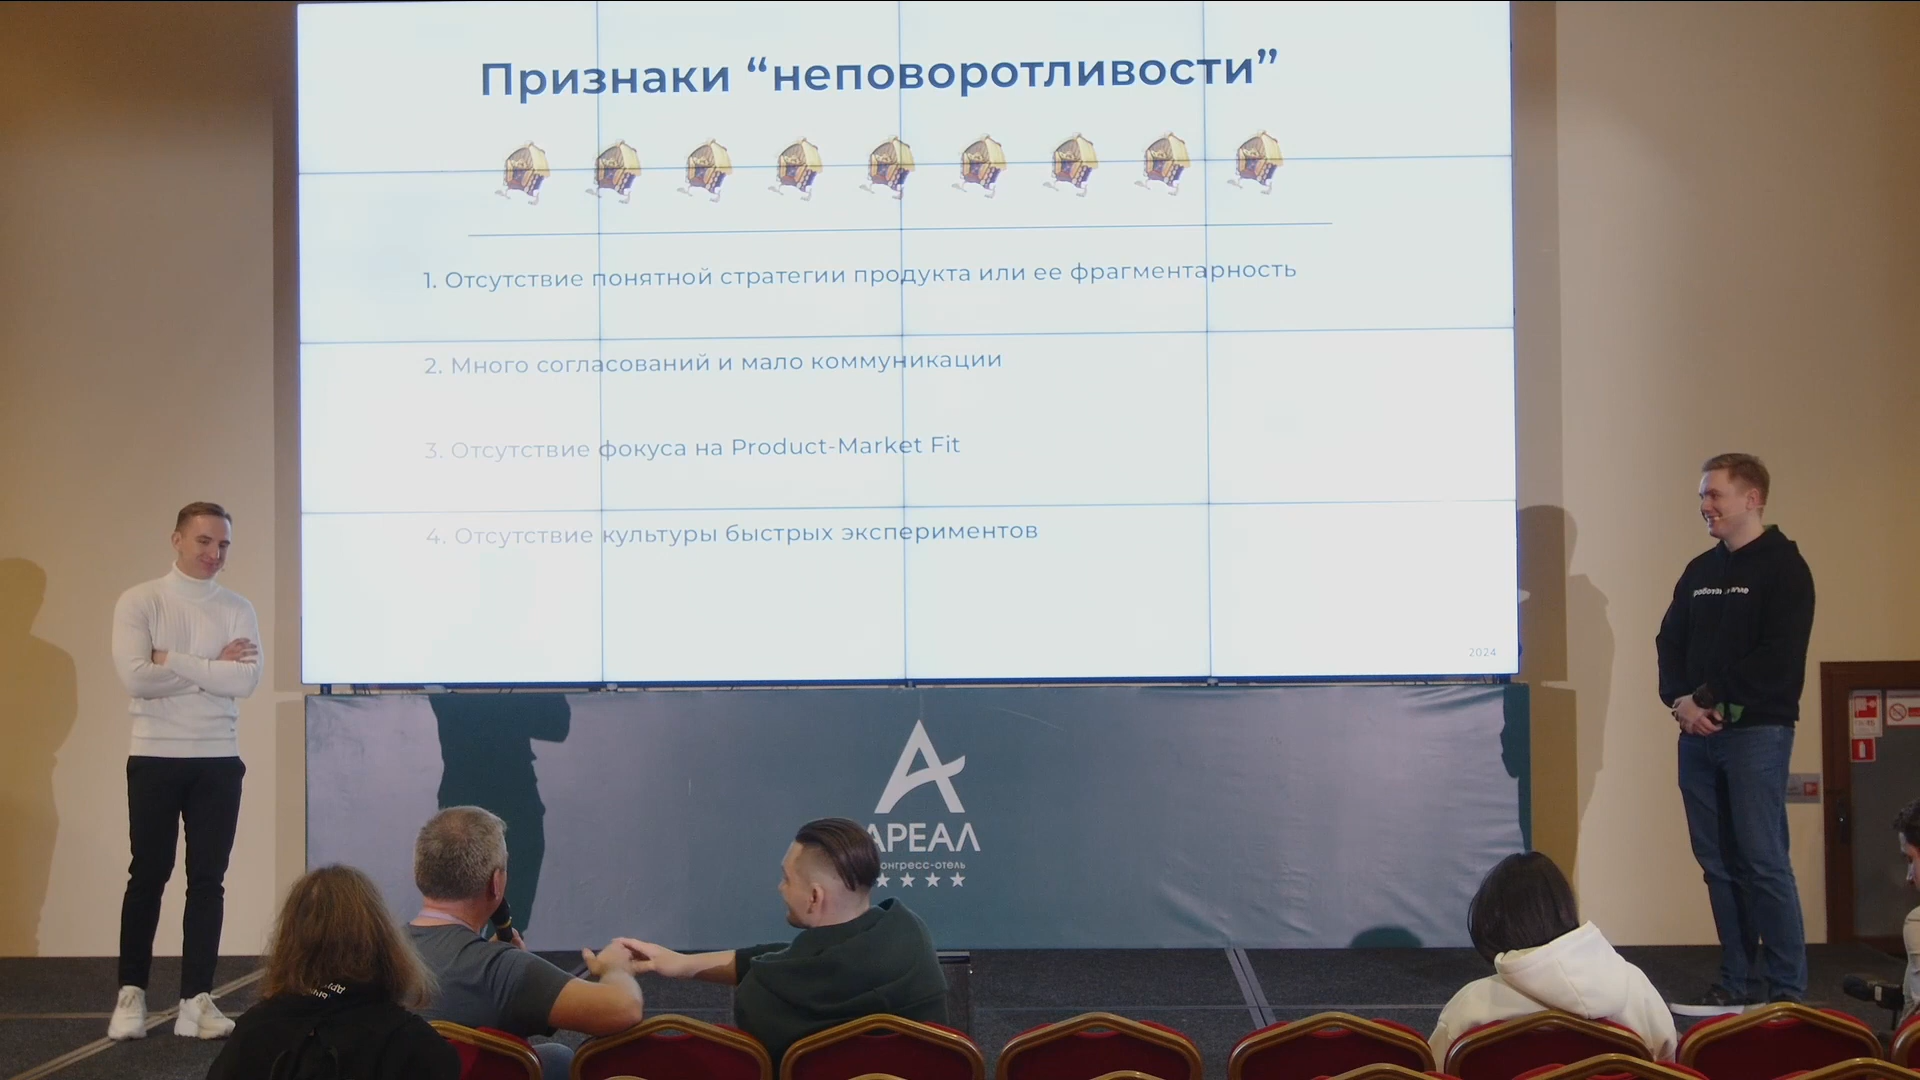 Признаки “неповоротливости”
1. Отсутствие понятной стратегии продукта или ее фрагментарность
2. Много согласований и мало коммуникации
3. Отсутствие фокуса на Product-Market Fit
4. Отсутствие культуры быстрых экспериментов
2024
АРЕАЛ
онгресс-отель